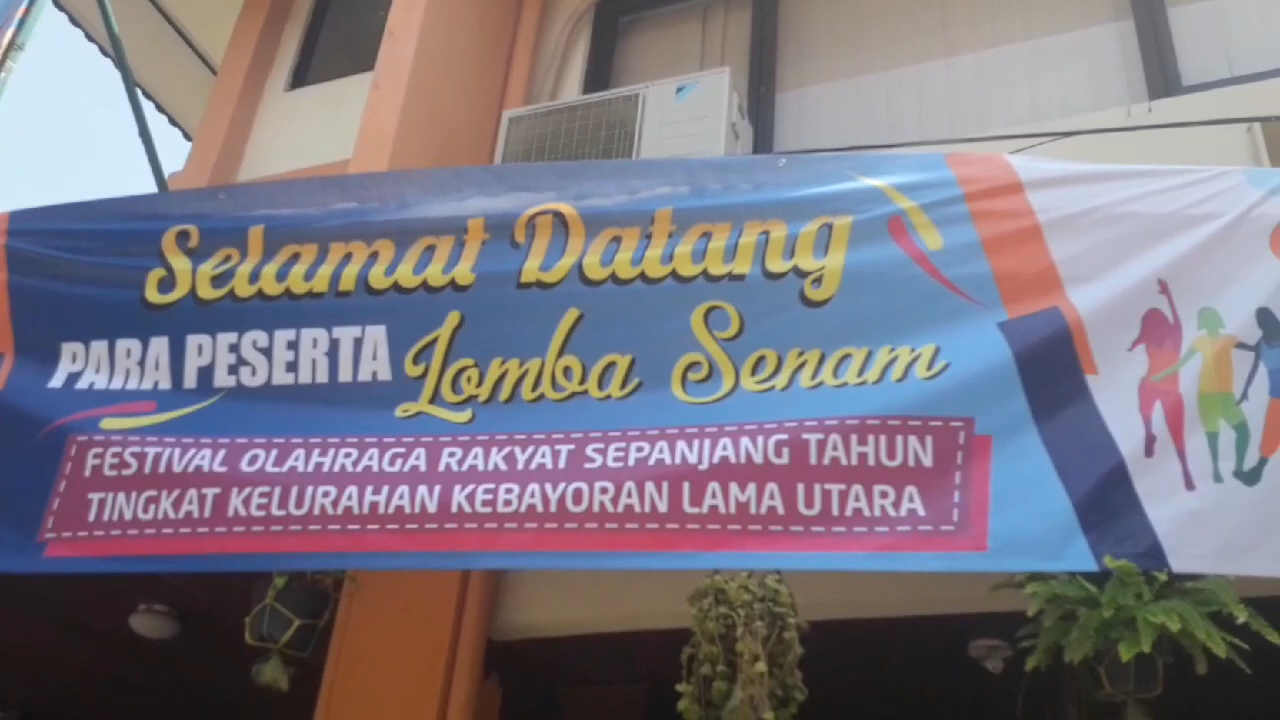 Selamat Datang
PARA PESERTA Lomba Senam
FESTIVAL OLAHRAGA RAKYAT SEPANJANG TAHUN
TINGKAT KELURAHAN KEBAYORAN LAMA UTARA